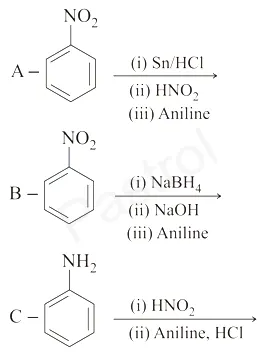 NO₂
A –
(i) Sn/HCl
(ii) HNO₂
(iii) Aniline
NO₂
B –
(i) NaBH₄
(ii) NaOH
(iii) Aniline
NH₂
C –
(i) HNO₂
(ii) Aniline, HCl